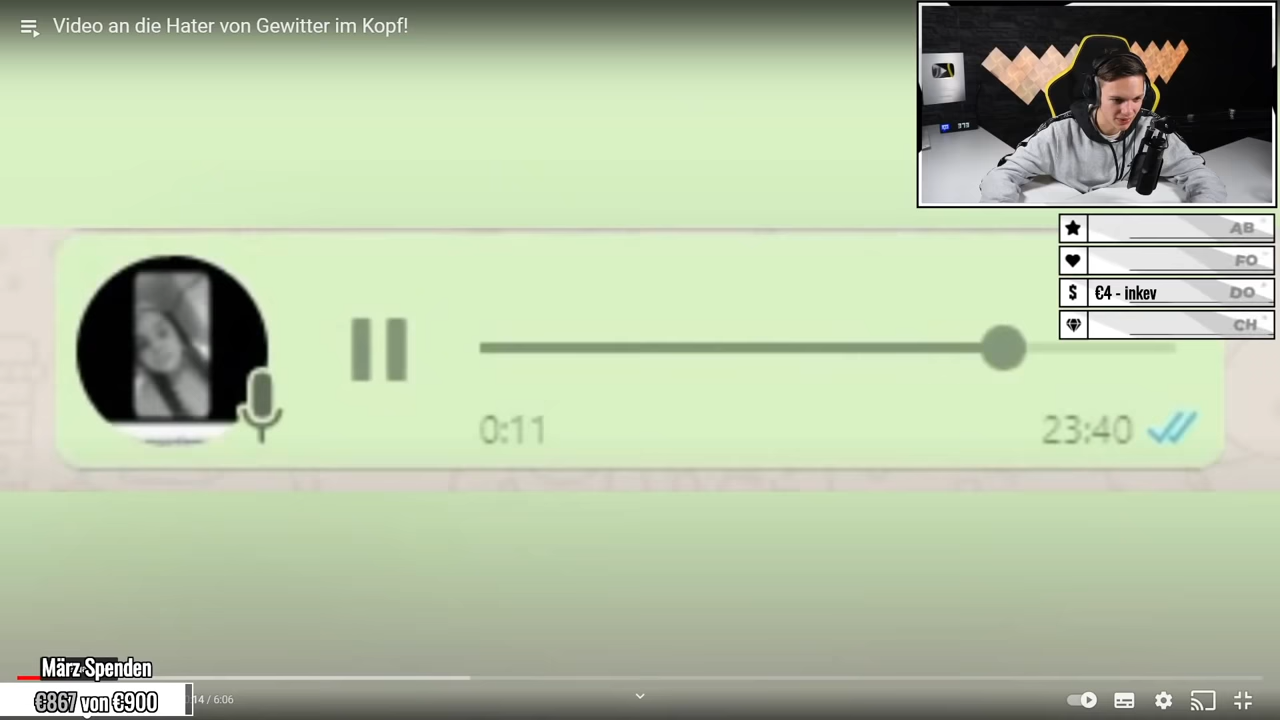 Video an die Hater von Gewitter im Kopf!
AB
FO
€4 - inkev
DO
CH
0:11
23:40
März Spenden
€867 von €900
:14 / 6:06